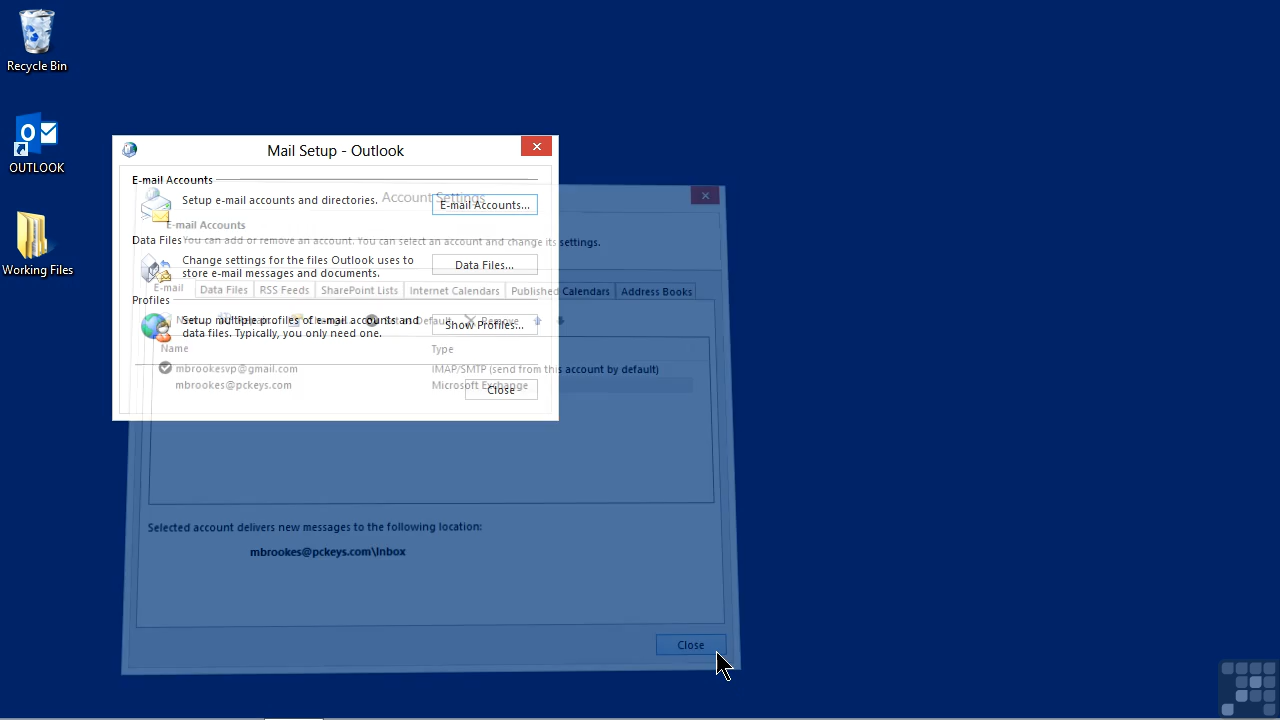 Recycle Bin
OUTLOOK
Working Files
Mail Setup - Outlook
E-mail Accounts
Setup e-mail accounts and directories.
E-mail Accounts...
Data Files
Change settings for the files Outlook uses to
store e-mail messages and documents.
Data Files...
Profiles
Setup multiple profiles of e-mail accounts and
data files. Typically, you only need one.
Show Profiles...
Close
Account Settings
E-mail Accounts
You can add or remove an account. You can select an account and change its settings.
E-mail
Data Files
RSS Feeds
SharePoint Lists
Internet Calendars
Published Calendars
Address Books
Remove
Name
Type
mbrookesvp@gmail.com
IMAP/SMTP (send from this account by default)
mbrookes@pckeys.com
Microsoft Exchange
Selected account delivers new messages to the following location:
mbrookes@pckeys.com\Inbox
Close